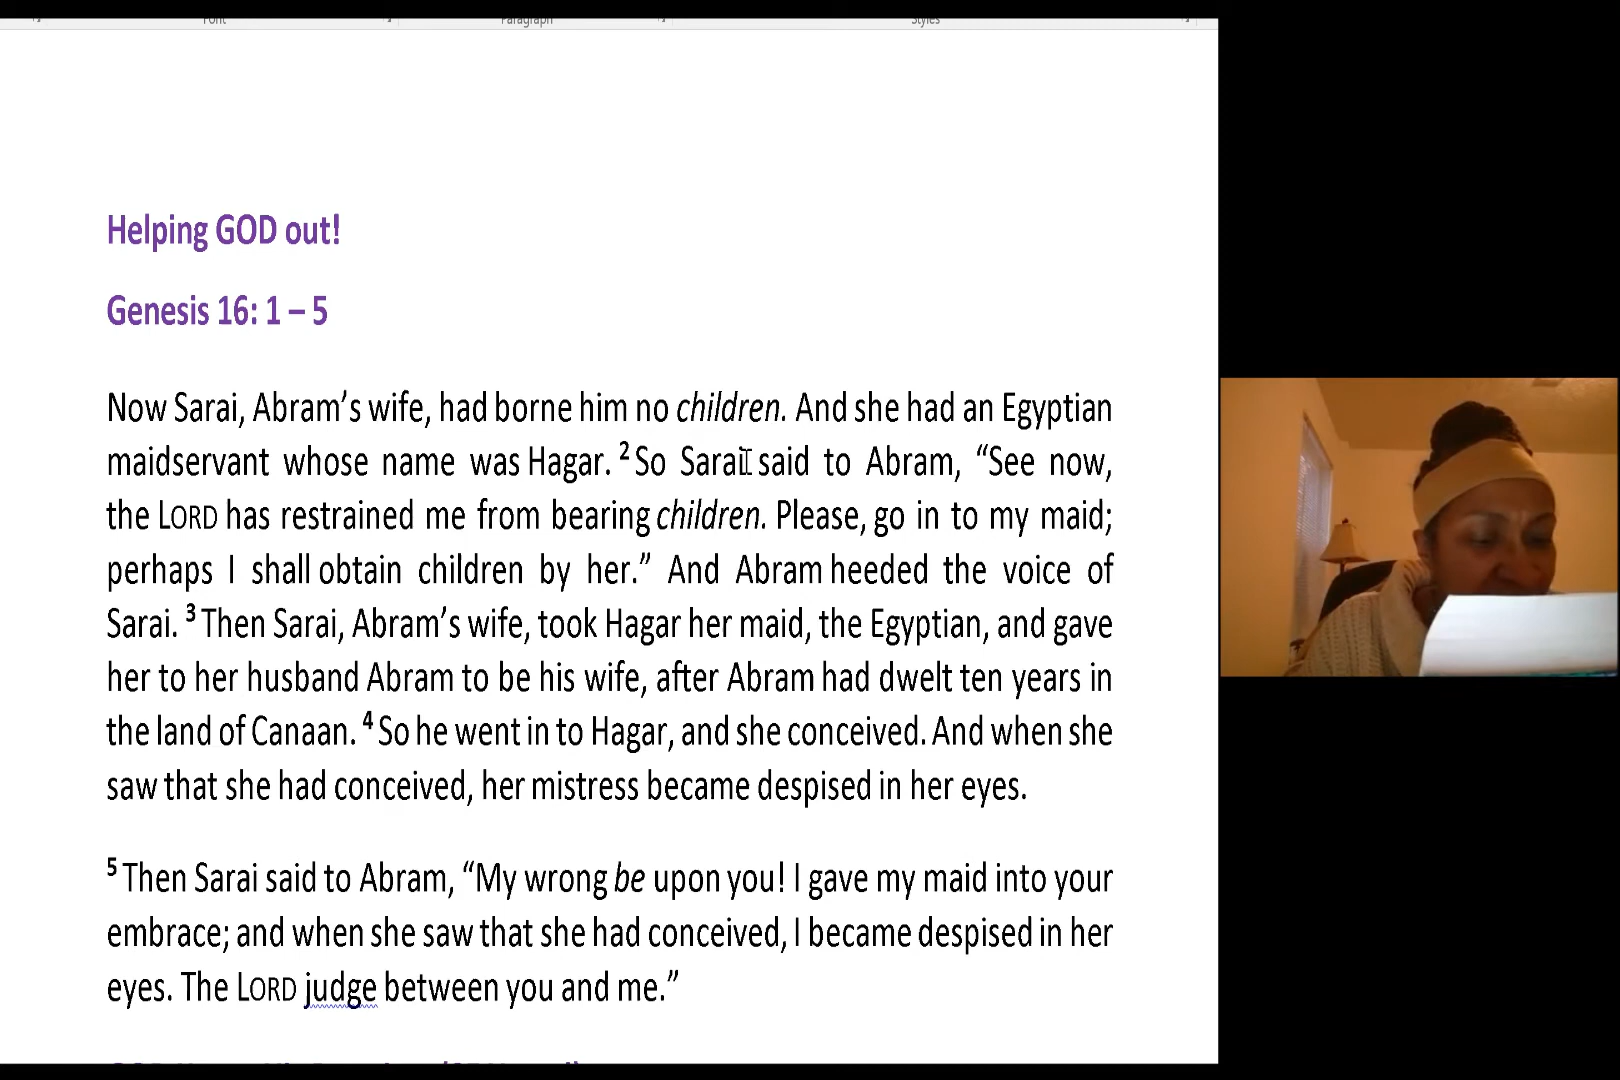 Font Paragraph Styles
Helping GOD out!
Genesis 16: 1 – 5
Now Sarai, Abram’s wife, had borne him no children. And she had an Egyptian
maidservant whose name was Hagar. 2 So Sarai said to Abram, “See now,
the LORD has restrained me from bearing children. Please, go in to my maid;
perhaps I shall obtain children by her.” And Abram heeded the voice of
Sarai. 3 Then Sarai, Abram’s wife, took Hagar her maid, the Egyptian, and gave
her to her husband Abram to be his wife, after Abram had dwelt ten years in
the land of Canaan. 4 So he went in to Hagar, and she conceived. And when she
saw that she had conceived, her mistress became despised in her eyes.
5 Then Sarai said to Abram, “My wrong be upon you! I gave my maid into your
embrace; and when she saw that she had conceived, I became despised in her
eyes. The LORD judge between you and me.”